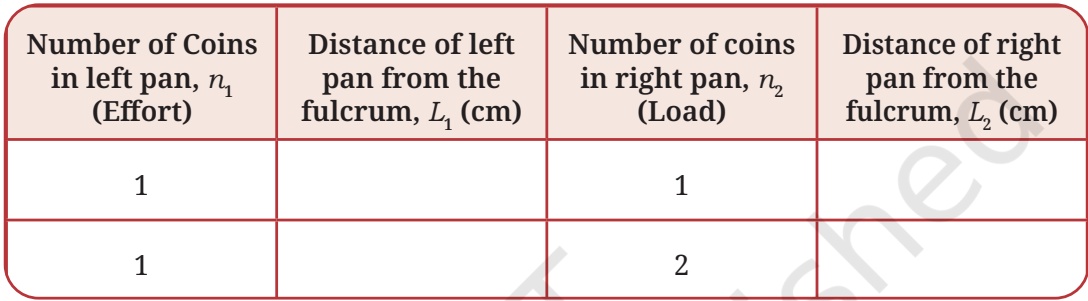 Number of Coins in left pan, n₁ (Effort)
Distance of left pan from the fulcrum, L₁ (cm)
Number of coins in right pan, n₂ (Load)
Distance of right pan from the fulcrum, L₂ (cm)
1
1
1
2
shed